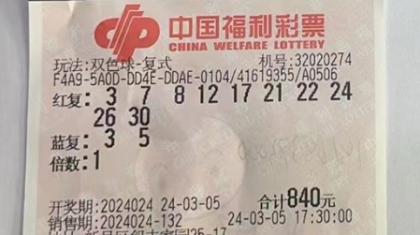 中国福利彩票
CHINA WELFARE LOTTERY
玩法:双色球-复式 机号:32020274
F4A9-5A0D-DD4E-DDAE-0104/41619355/A0506
红复: 3 7 8 12 17 21 22 24
26 30
蓝复: 3 5
倍数:1
开奖期:2024024 24-03-05 合计840元
销售期:2024024-132 24-03-05 17:30:00